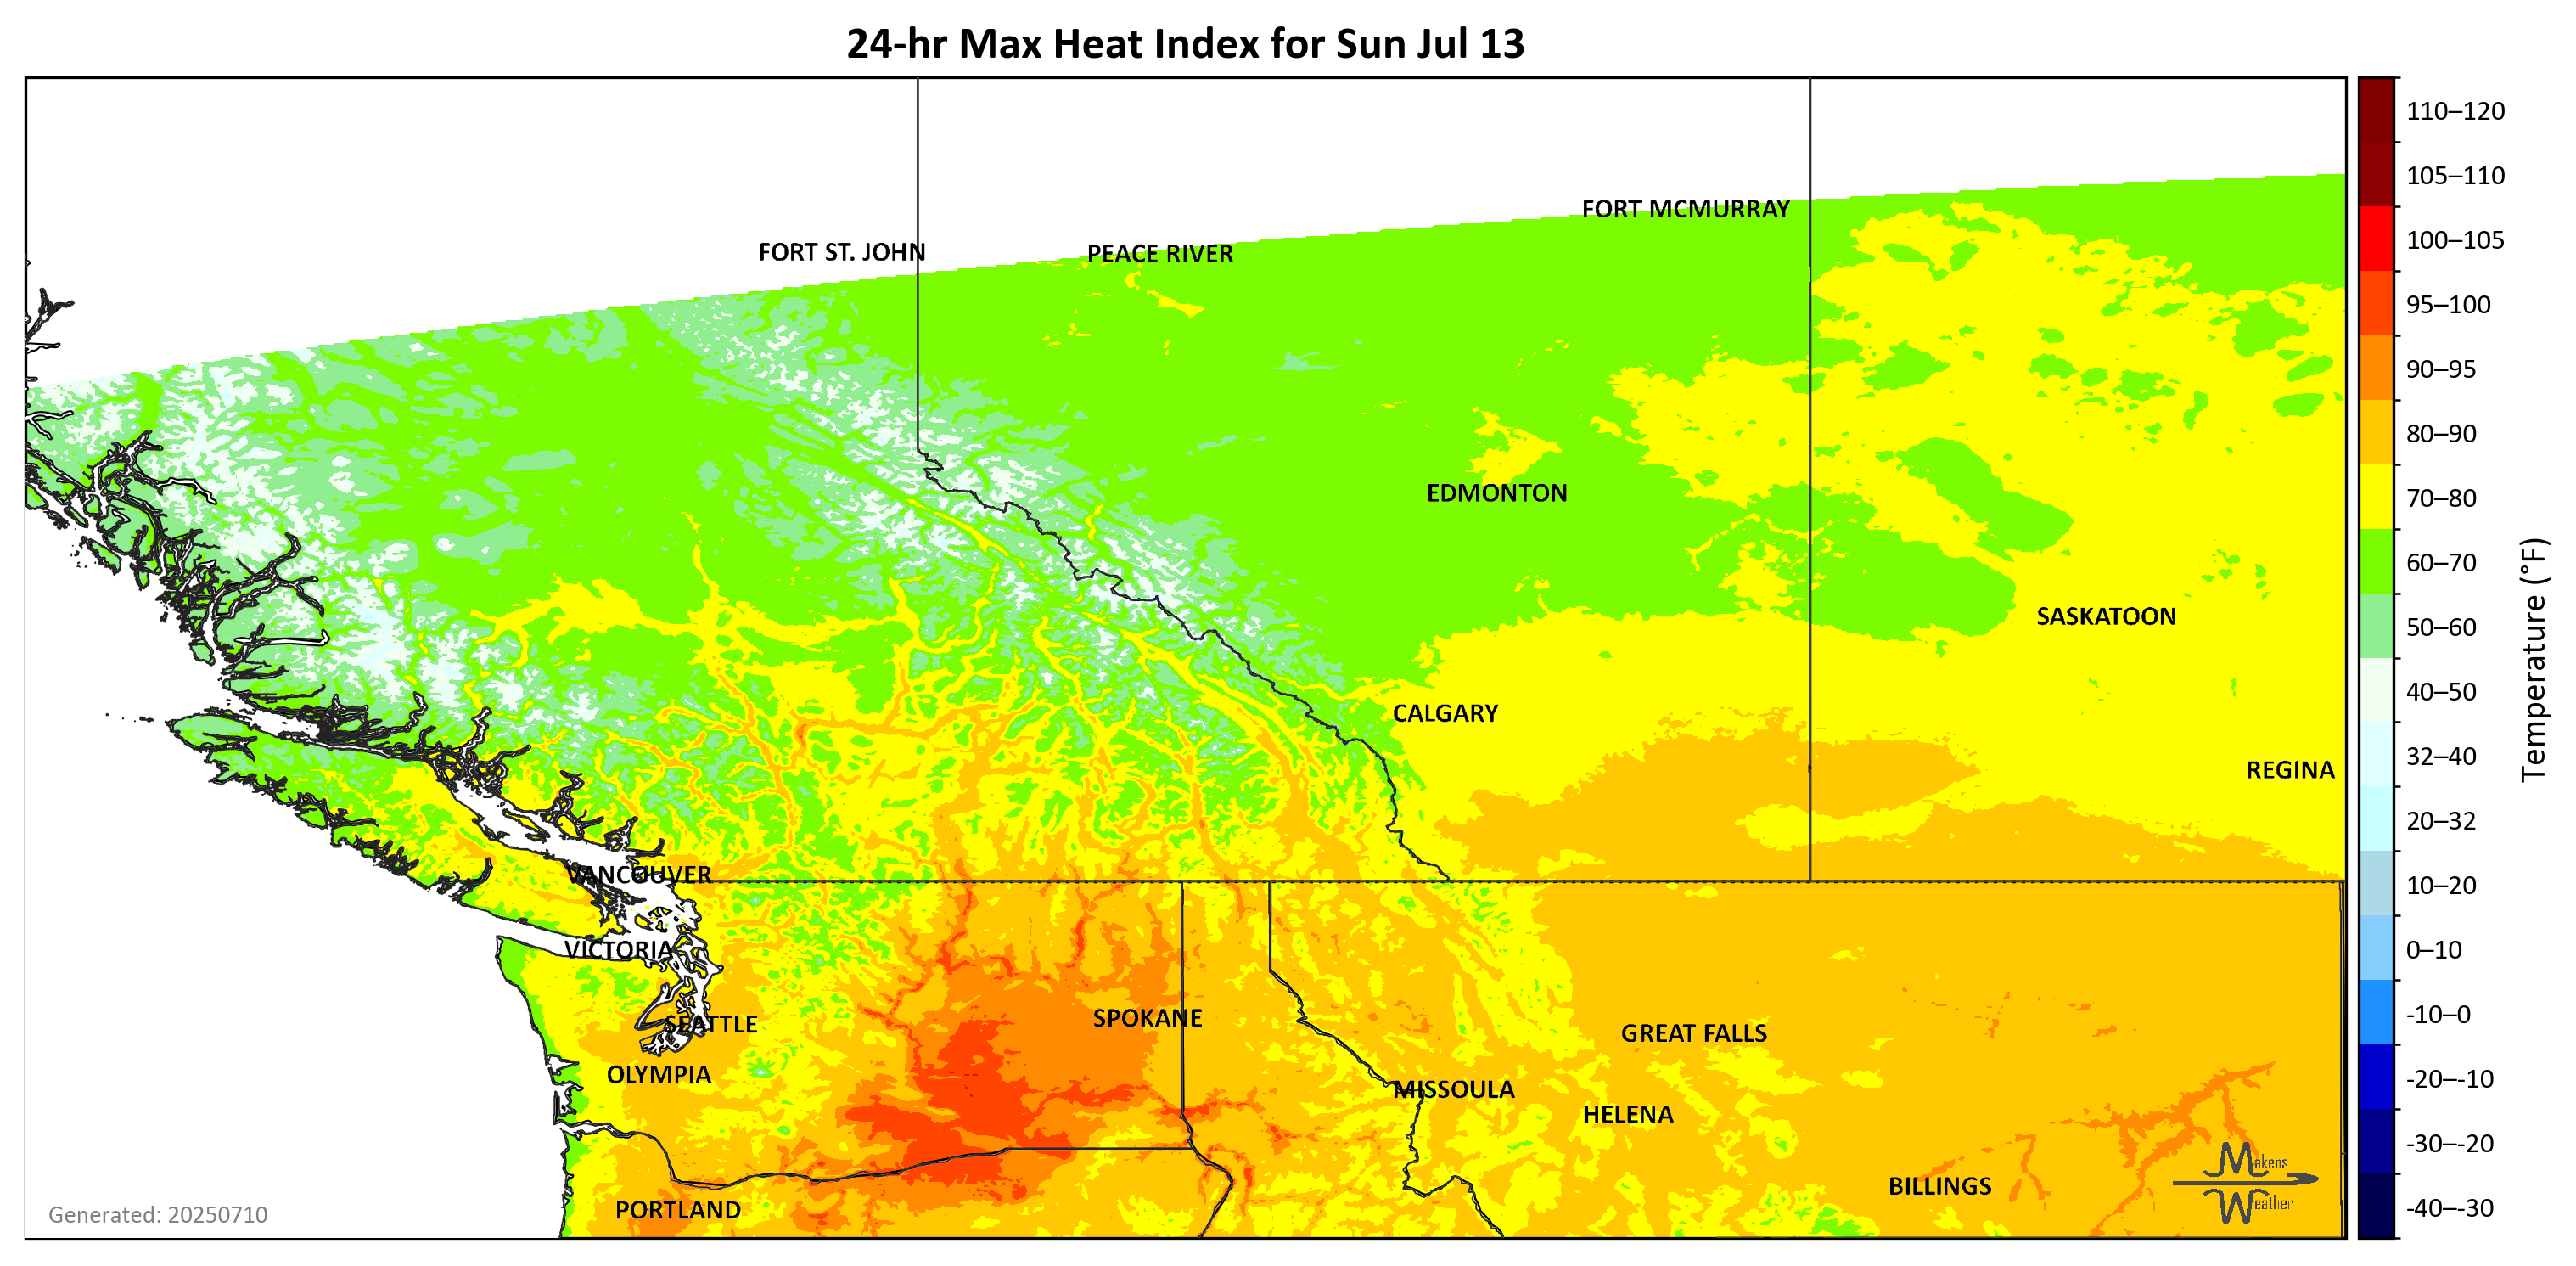 24-hr Max Heat Index for Sun Jul 13
110–120
105–110
FORT MCMURRAY
100–105
FORT ST. JOHN
PEACE RIVER
95–100
90–95
80–90
EDMONTON
70–80
60–70
SASKATOON
50–60
Temperature (°F)
40–50
CALGARY
32–40
REGINA
20–32
VANCOUVER
10–20
VICTORIA
0–10
SEATTLE
SPOKANE
GREAT FALLS
-10–0
OLYMPIA
MISSOULA
-20–-10
HELENA
-30–-20
Makens
BILLINGS
Weather
PORTLAND
-40–-30
Generated: 20250710